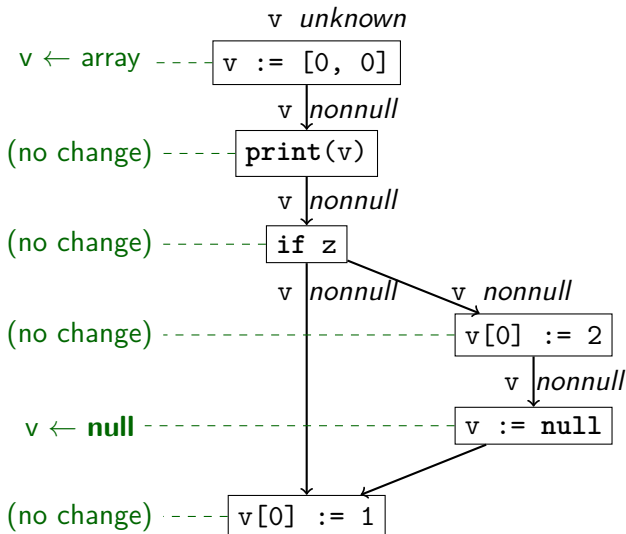 v unknown
v ← array
v := [0, 0]
v nonnull
(no change)
print(v)
v nonnull
(no change)
if z
v nonnull
v nonnull
(no change)
v[0] := 2
v nonnull
v ← null
v := null
(no change)
v[0] := 1